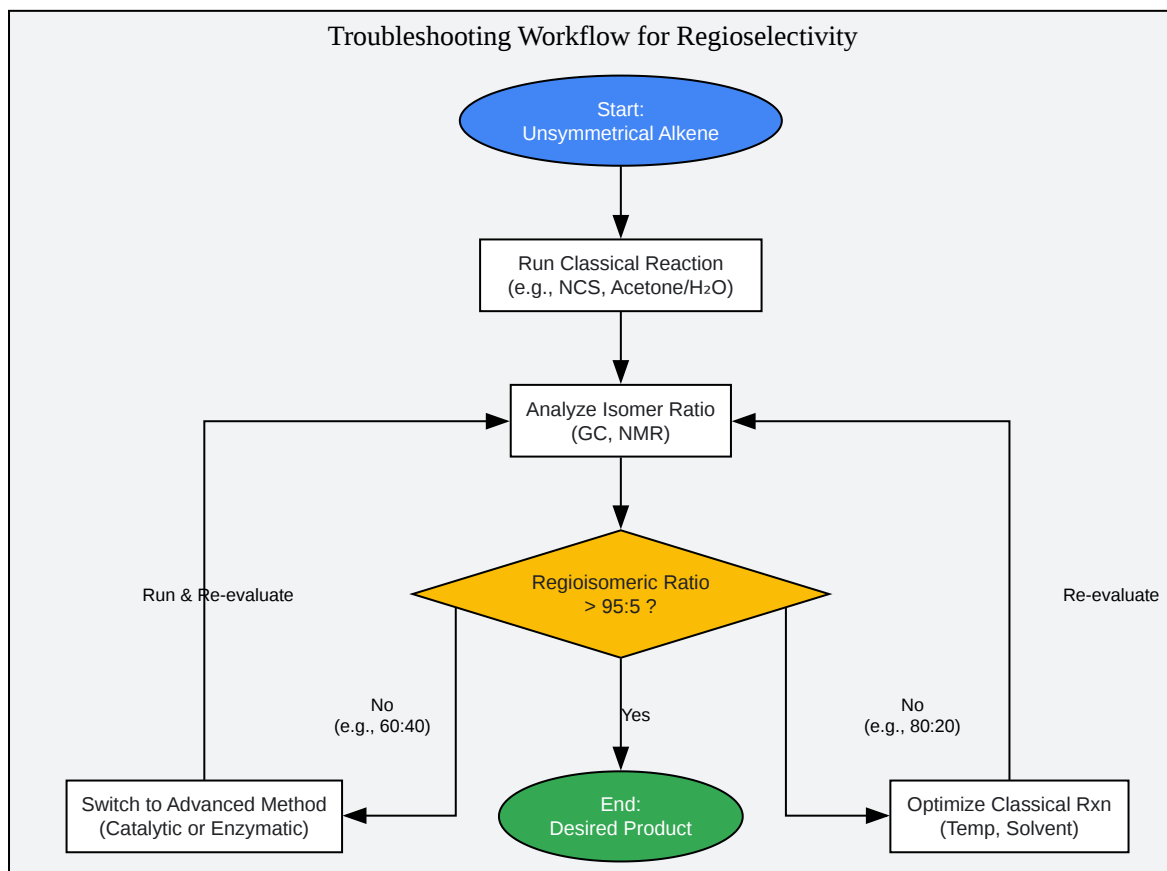 Troubleshooting Workflow for Regioselectivity
Start:
Unsymmetrical Alkene
Run Classical Reaction
(e.g., NCS, Acetone/H₂O)
Analyze Isomer Ratio
(GC, NMR)
Regioisomeric Ratio
> 95:5 ?
Run & Re-evaluate
Re-evaluate
No
(e.g., 60:40)
Yes
No
(e.g., 80:20)
Switch to Advanced Method
(Catalytic or Enzymatic)
End:
Desired Product
Optimize Classical Rxn
(Temp, Solvent)